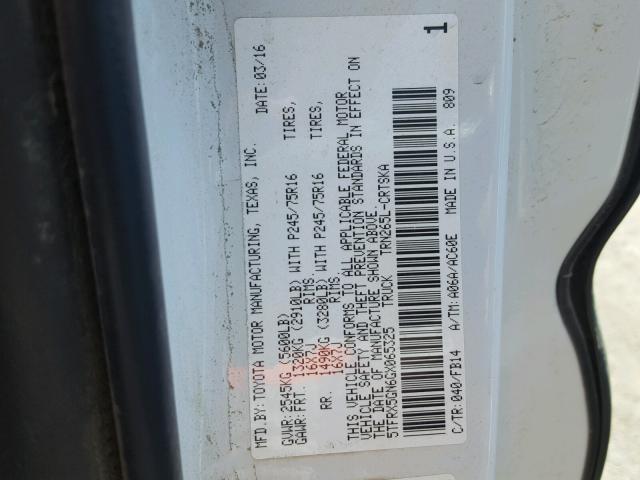 MFD.BY:TOYOTA MOTOR MANUFACTURING, TEXAS, INC. DATE: 03/16
GVWR:2545KG (5600LB)
GAWR:FRT. 1320KG (2910LB) WITH P245/75R16 TIRES,
16X7J RIMS
RR. 1490KG (3280LB) WITH P245/75R16 TIRES,
16X7J RIMS
THIS VEHICLE CONFORMS TO ALL APPLICABLE FEDERAL MOTOR
VEHICLE SAFETY AND THEFT PREVENTION STANDARDS IN EFFECT ON
THE DATE OF MANUFACTURE SHOWN ABOVE.
5TFRX5GN6GX065325 TRUCK TRN265L-CRTSKA
C/TR:040/FB14 A/TM:A06A/AC60E MADE IN U.S.A. 809
1